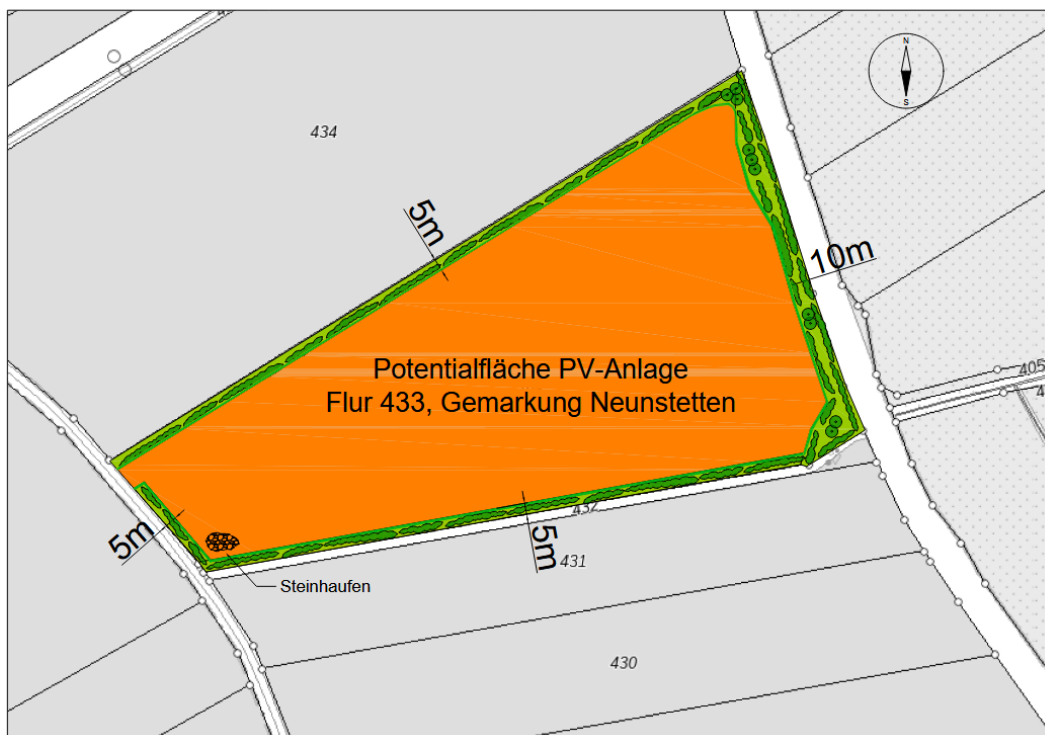 N
S
434
5m
10m
Potentialfläche PV-Anlage
Flur 433, Gemarkung Neunstetten
405
432
5m
5m
431
Steinhaufen
430